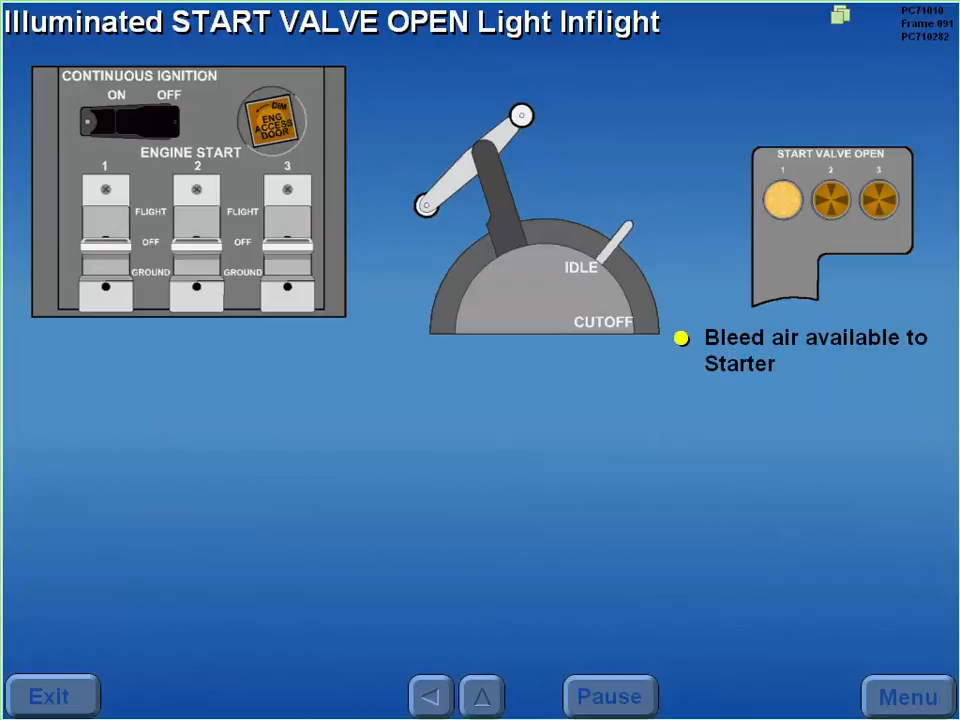 Illuminated START VALVE OPEN Light Inflight
PC71010
Frame 091
PC710282
CONTINUOUS IGNITION
ON OFF
DIM
ENG
ACCESS
DOOR
ENGINE START
1 2 3
FLIGHT FLIGHT
OFF OFF
GROUND GROUND
IDLE
CUTOFF
START VALVE OPEN
1 2 3
Bleed air available to
Starter
Exit
Pause
Menu